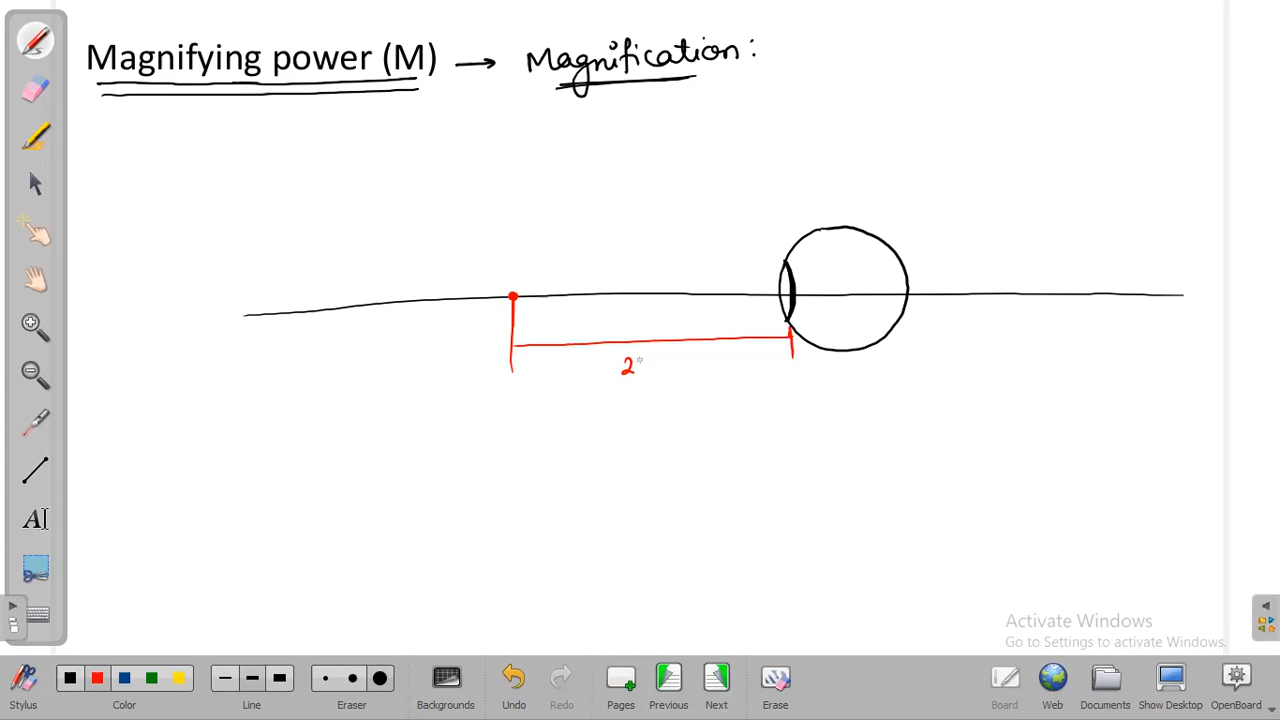 Magnifying power (M) → Magnification:
2
Activate Windows
Go to Settings to activate Windows.
Stylus
Color
Line
Eraser
Backgrounds
Undo
Redo
Pages
Previous
Next
Erase
Board
Web
Documents
Show Desktop
OpenBoard